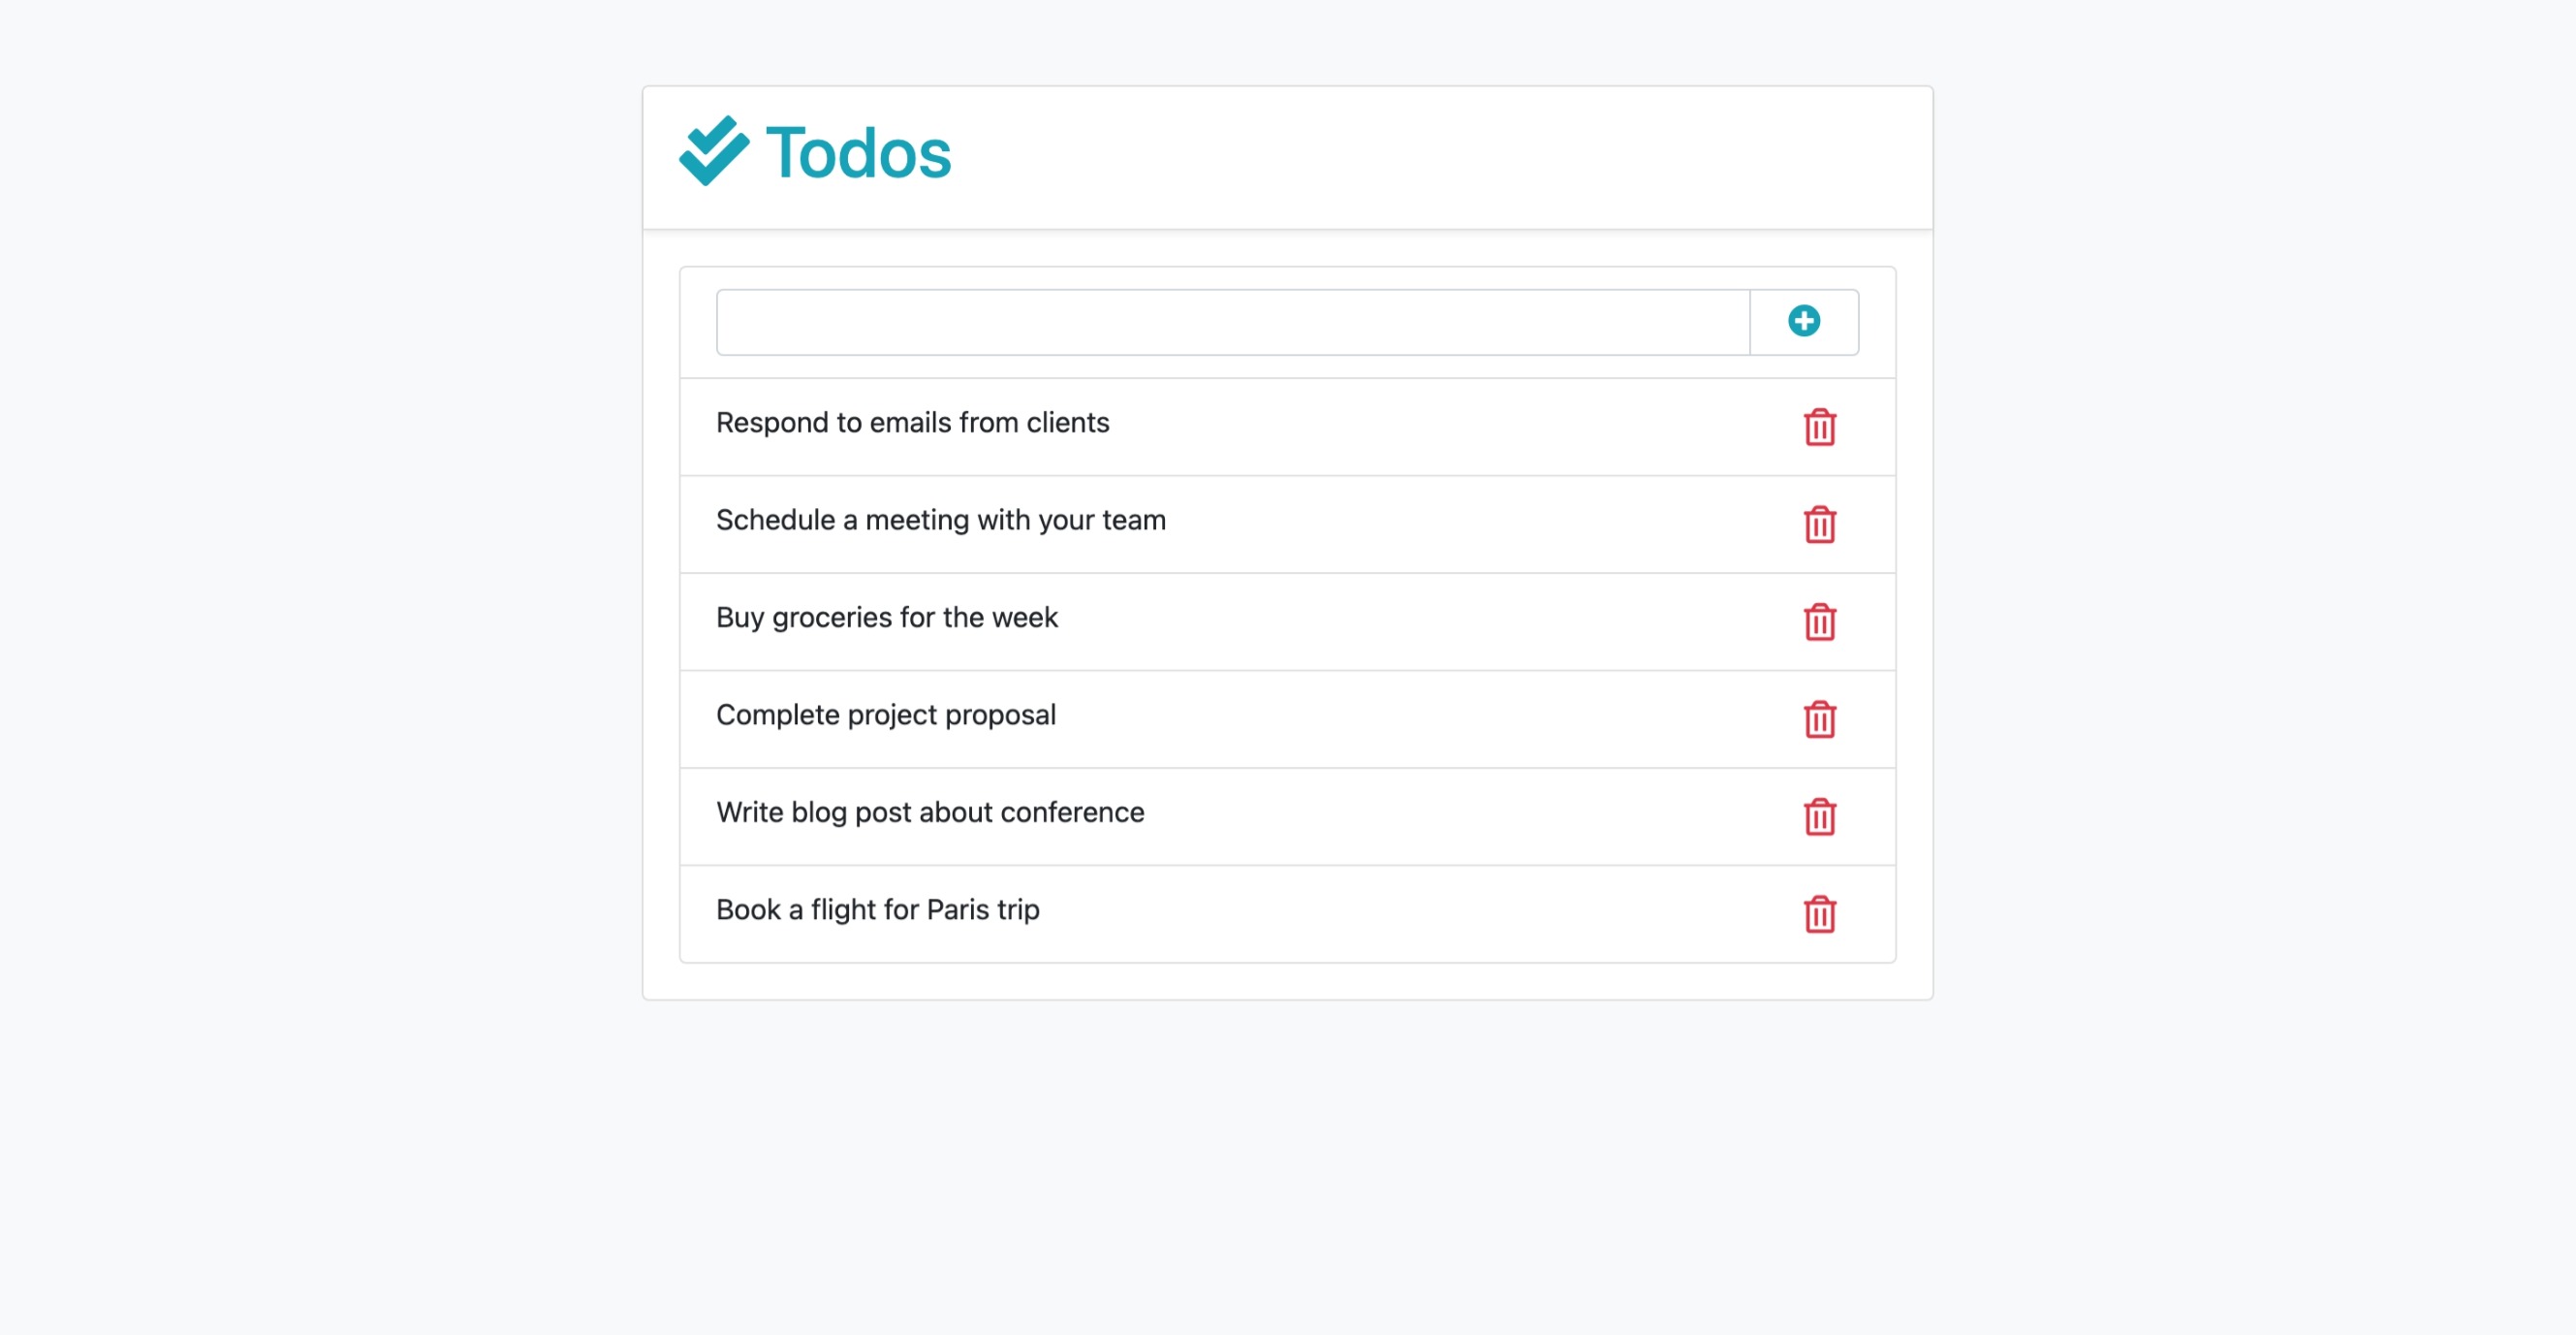 Todos
Respond to emails from clients
Schedule a meeting with your team
Buy groceries for the week
Complete project proposal
Write blog post about conference
Book a flight for Paris trip